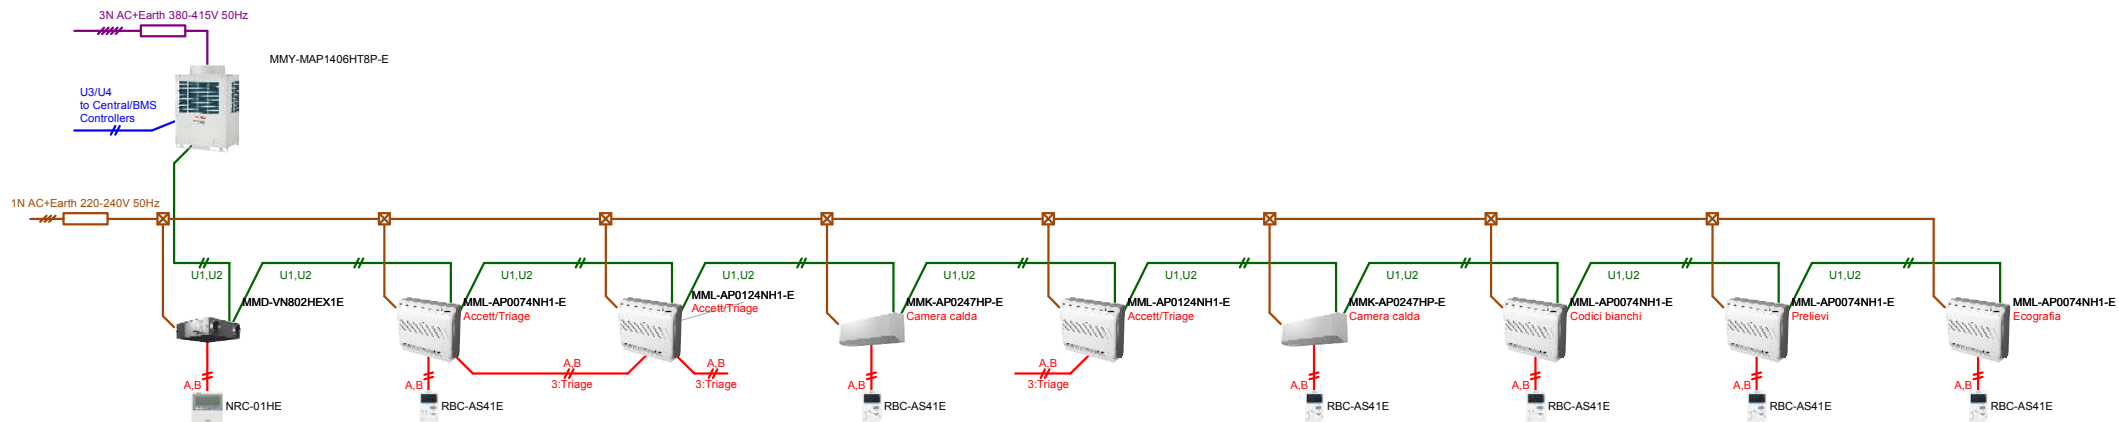 3N AC+Earth 380-415V 50Hz
MMY-MAP1406HT8P-E
U3/U4
to Central/BMS
Controllers
1N AC+Earth 220-240V 50Hz
U1,U2
U1,U2
U1,U2
U1,U2
U1,U2
U1,U2
U1,U2
U1,U2
U1,U2
MMD-VN802HEX1E
MML-AP0074NH1-E
Accett/Triage
MML-AP0124NH1-E
Accett/Triage
MMK-AP0247HP-E
Camera calda
MML-AP0124NH1-E
Accett/Triage
MMK-AP0247HP-E
Camera calda
MML-AP0074NH1-E
Codici bianchi
MML-AP0074NH1-E
Prelievi
MML-AP0074NH1-E
Ecografia
A,B
3:Triage
A,B
3:Triage
A,B
3:Triage
A,B
A,B
A,B
A,B
A,B
A,B
A,B
NRC-01HE
RBC-AS41E
RBC-AS41E
RBC-AS41E
RBC-AS41E
RBC-AS41E
RBC-AS41E